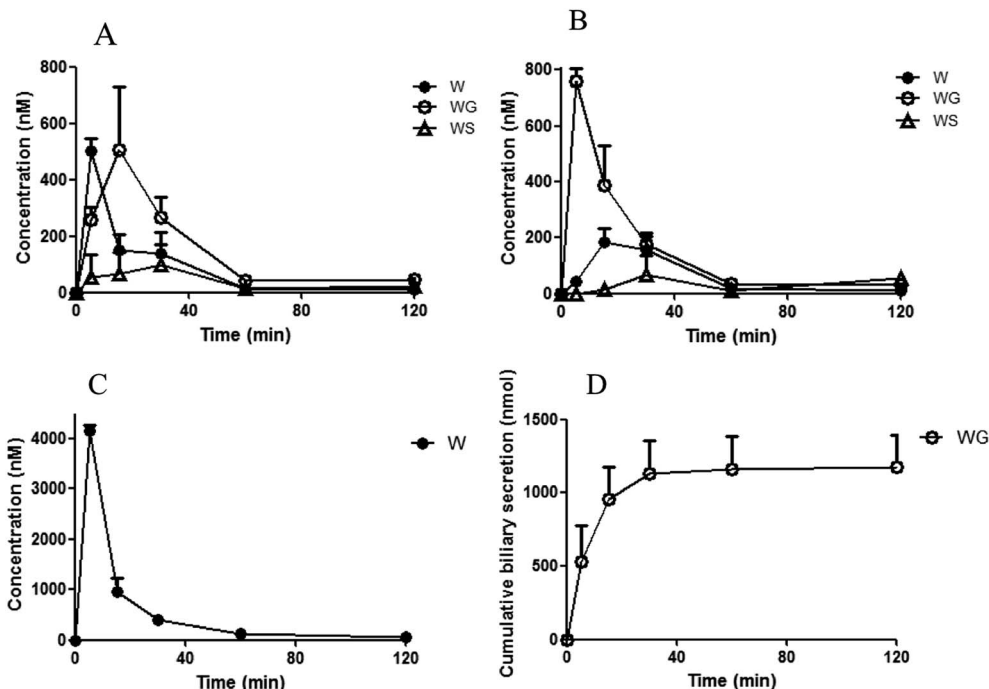 A
Concentration (nM)
800
600
400
200
0
0 40 80 120
Time (min)
W
WG
WS
B
Concentration (nM)
800
600
400
200
0
0 40 80 120
Time (min)
W
WG
WS
C
Concentration (nM)
4000
3000
2000
1000
0
0 40 80 120
Time (min)
W
D
Cumulative biliary secretion (nmol)
1500
1000
500
0
0 40 80 120
Time (min)
WG